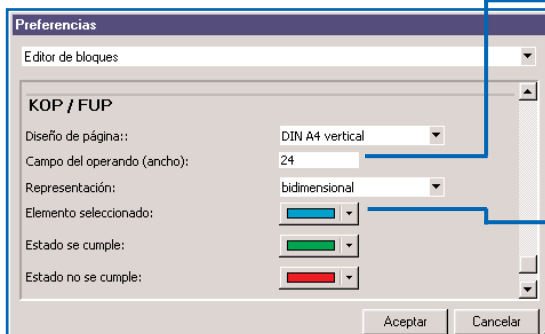 Preferencias
Editor de bloques
KOP / FUP
Diseño de página:: DIN A4 vertical
Campo del operando (ancho): 24
Representación: bidimensional
Elemento seleccionado:
Estado se cumple:
Estado no se cumple:
Aceptar Cancelar